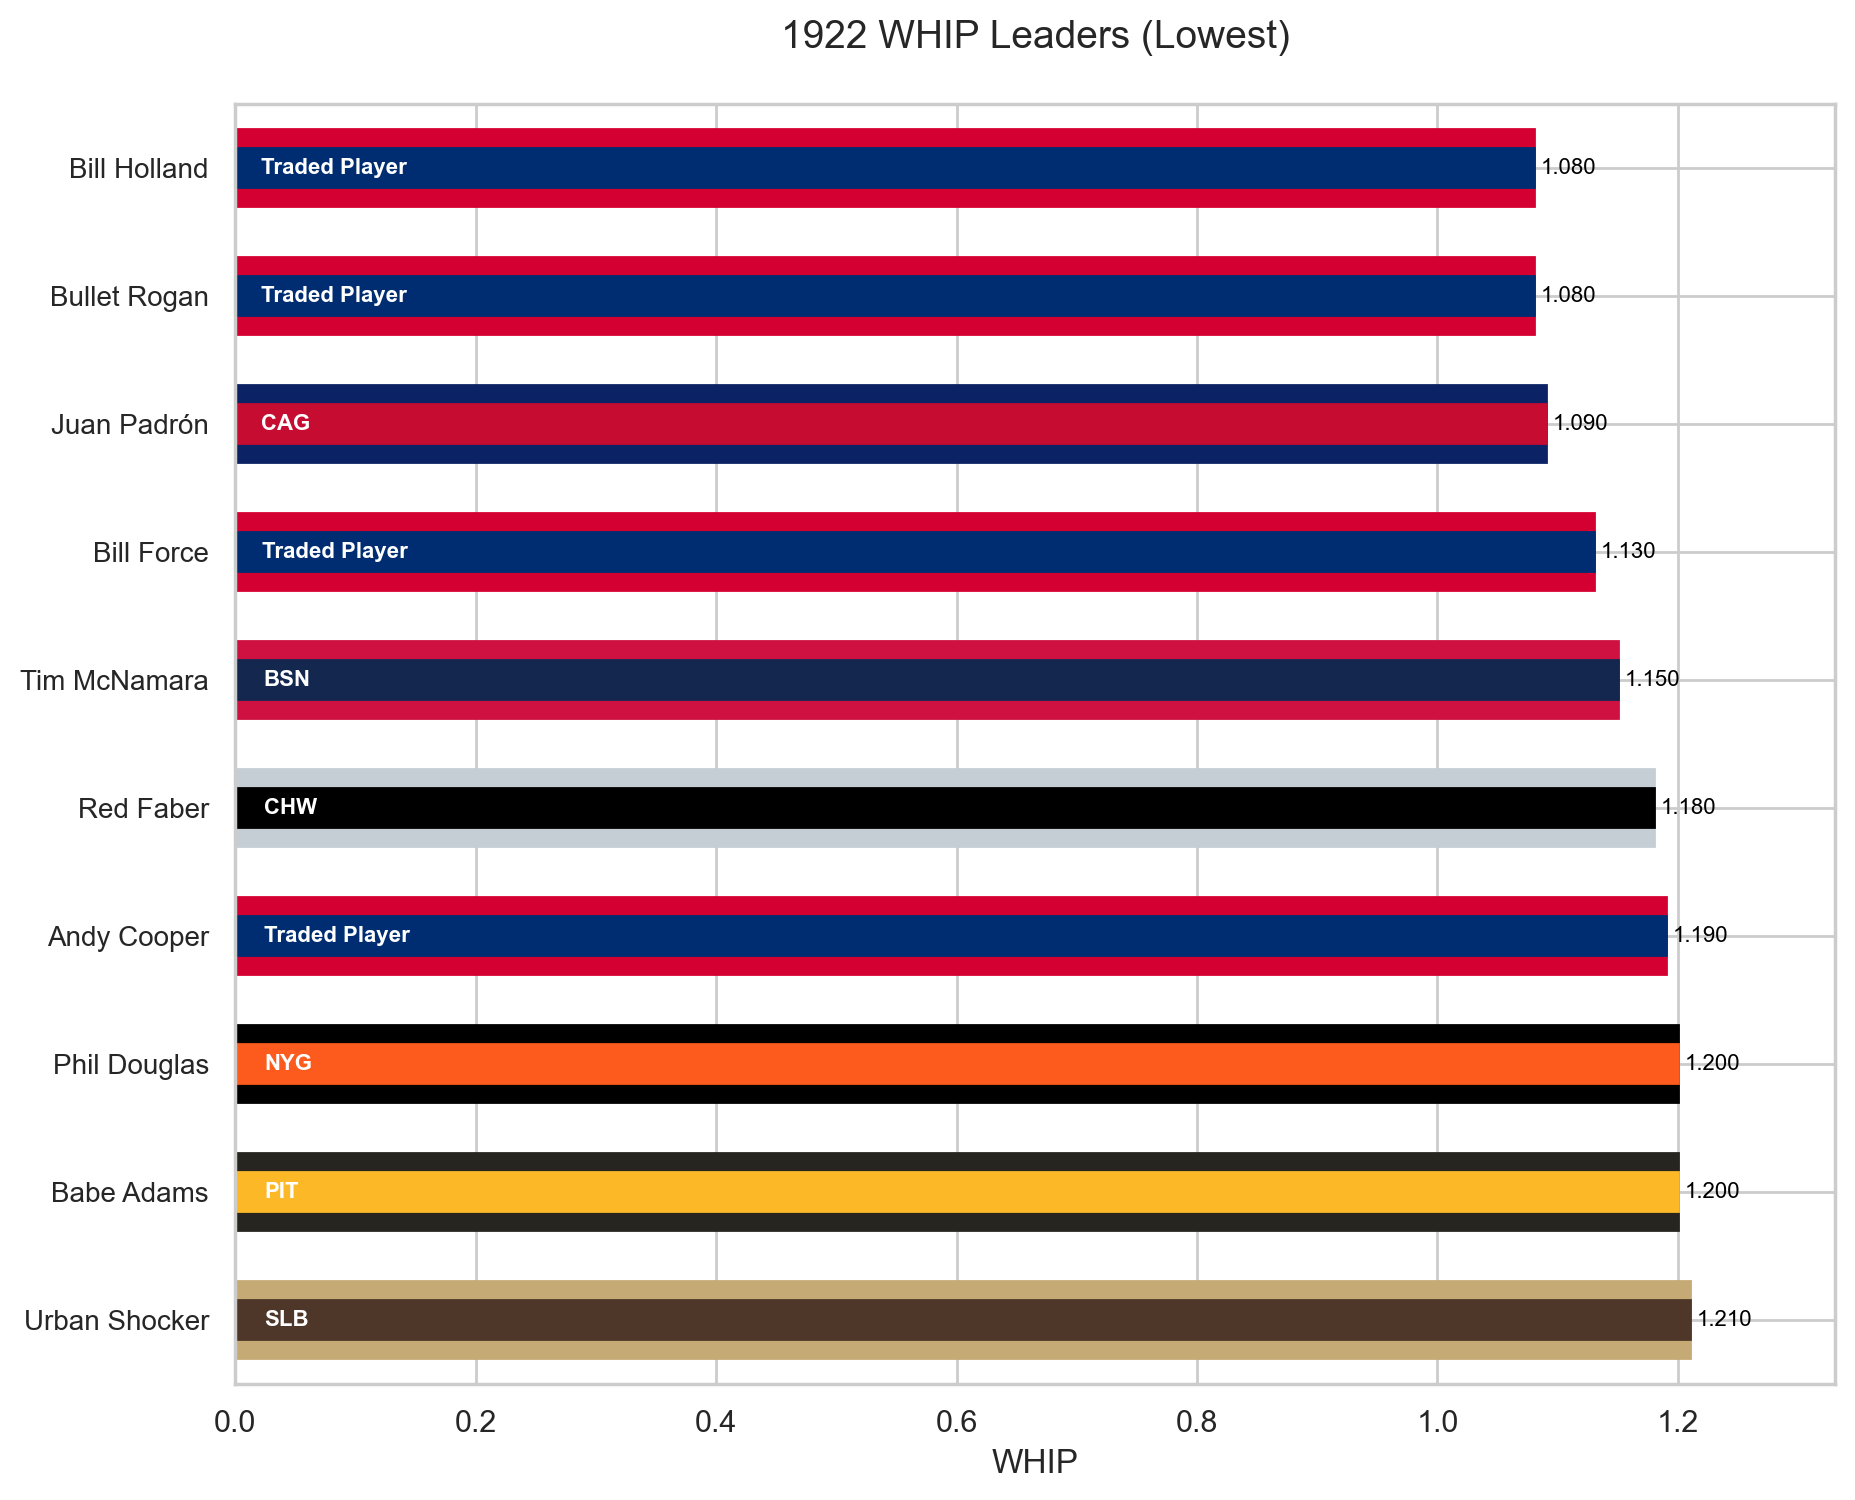 1922 WHIP Leaders (Lowest)
Bill Holland Traded Player 1.080
Bullet Rogan Traded Player 1.080
Juan Padrón CAG 1.090
Bill Force Traded Player 1.130
Tim McNamara BSN 1.150
Red Faber CHW 1.180
Andy Cooper Traded Player 1.190
Phil Douglas NYG 1.200
Babe Adams PIT 1.200
Urban Shocker SLB 1.210
0.0 0.2 0.4 0.6 0.8 1.0 1.2
WHIP